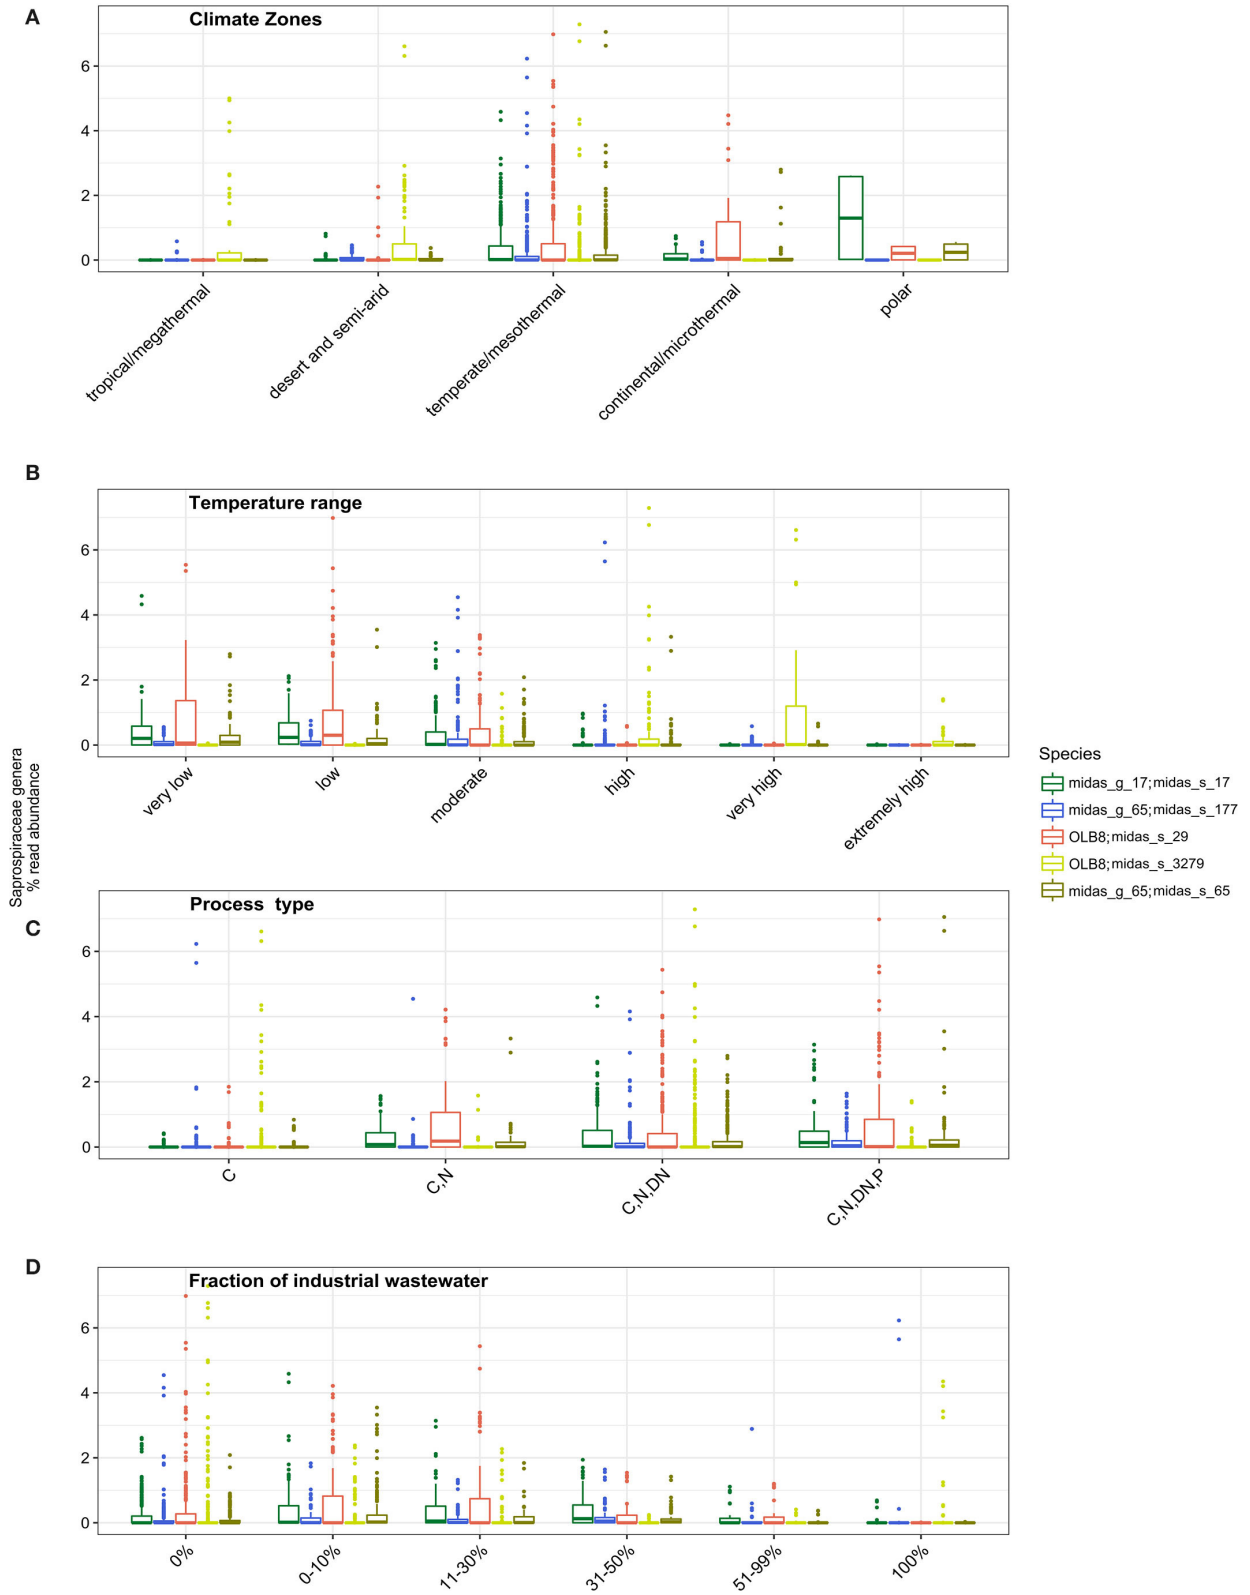 A
Climate Zones
6
4
2
0
tropical/megathermal
desert and semi-arid
temperate/mesothermal
continental/microthermal
polar
B
Temperature range
6
4
2
0
very low
low
moderate
high
very high
extremely high
Saprospiraceae genera
% read abundance
Species
midas_g_17;midas_s_17
midas_g_65;midas_s_177
OLB8;midas_s_29
OLB8;midas_s_3279
midas_g_65;midas_s_65
C
Process type
6
4
2
0
C
C,N
C,N,DN
C,N,DN,P
D
Fraction of industrial wastewater
6
4
2
0
0%
0-10%
11-30%
31-50%
51-99%
100%